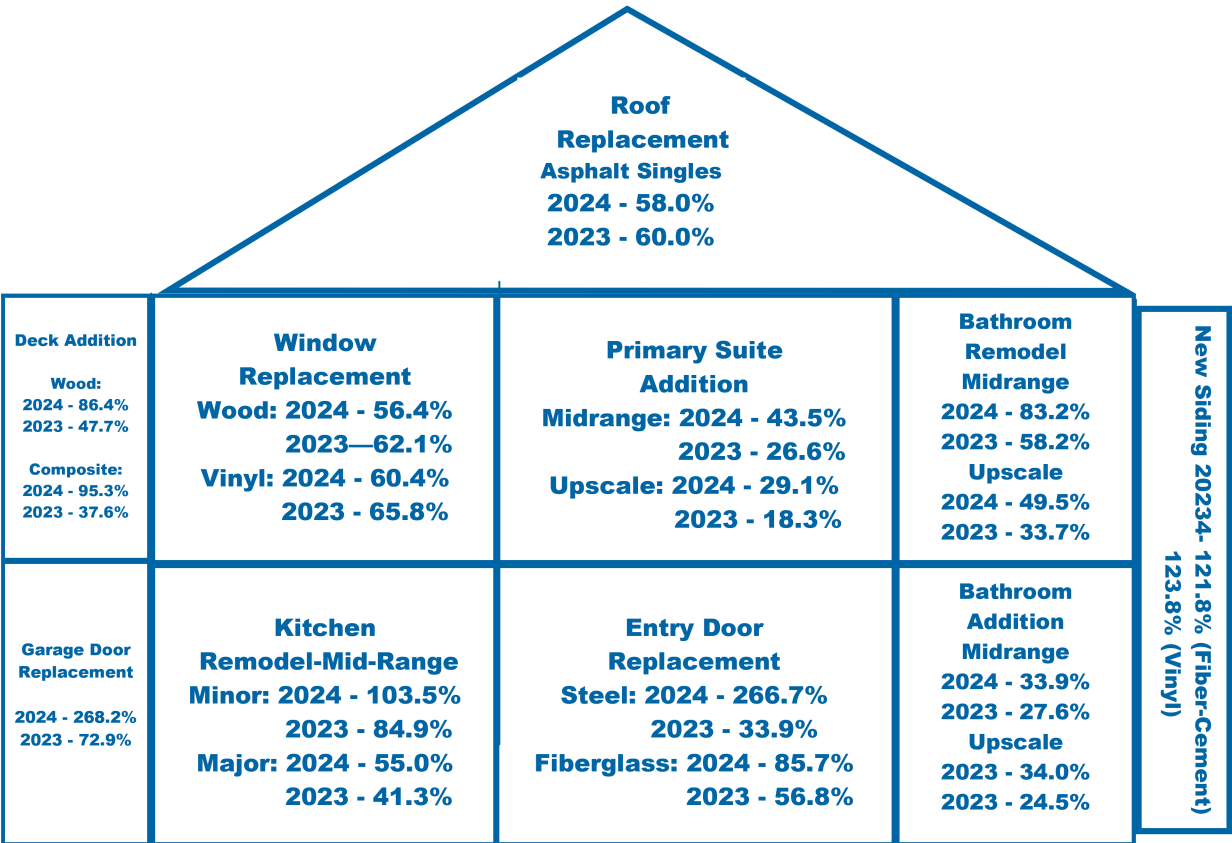 Roof
Replacement
Asphalt Singles
2024 - 58.0%
2023 - 60.0%
Deck Addition
Wood:
2024 - 86.4%
2023 - 47.7%
Composite:
2024 - 95.3%
2023 - 37.6%
Window
Replacement
Wood: 2024 - 56.4%
2023—62.1%
Vinyl: 2024 - 60.4%
2023 - 65.8%
Primary Suite
Addition
Midrange: 2024 - 43.5%
2023 - 26.6%
Upscale: 2024 - 29.1%
2023 - 18.3%
Bathroom
Remodel
Midrange
2024 - 83.2%
2023 - 58.2%
Upscale
2024 - 49.5%
2023 - 33.7%
New Siding 20234- 121.8% (Fiber-Cement)
123.8% (Vinyl)
Garage Door
Replacement
2024 - 268.2%
2023 - 72.9%
Kitchen
Remodel-Mid-Range
Minor: 2024 - 103.5%
2023 - 84.9%
Major: 2024 - 55.0%
2023 - 41.3%
Entry Door
Replacement
Steel: 2024 - 266.7%
2023 - 33.9%
Fiberglass: 2024 - 85.7%
2023 - 56.8%
Bathroom
Addition
Midrange
2024 - 33.9%
2023 - 27.6%
Upscale
2023 - 34.0%
2023 - 24.5%